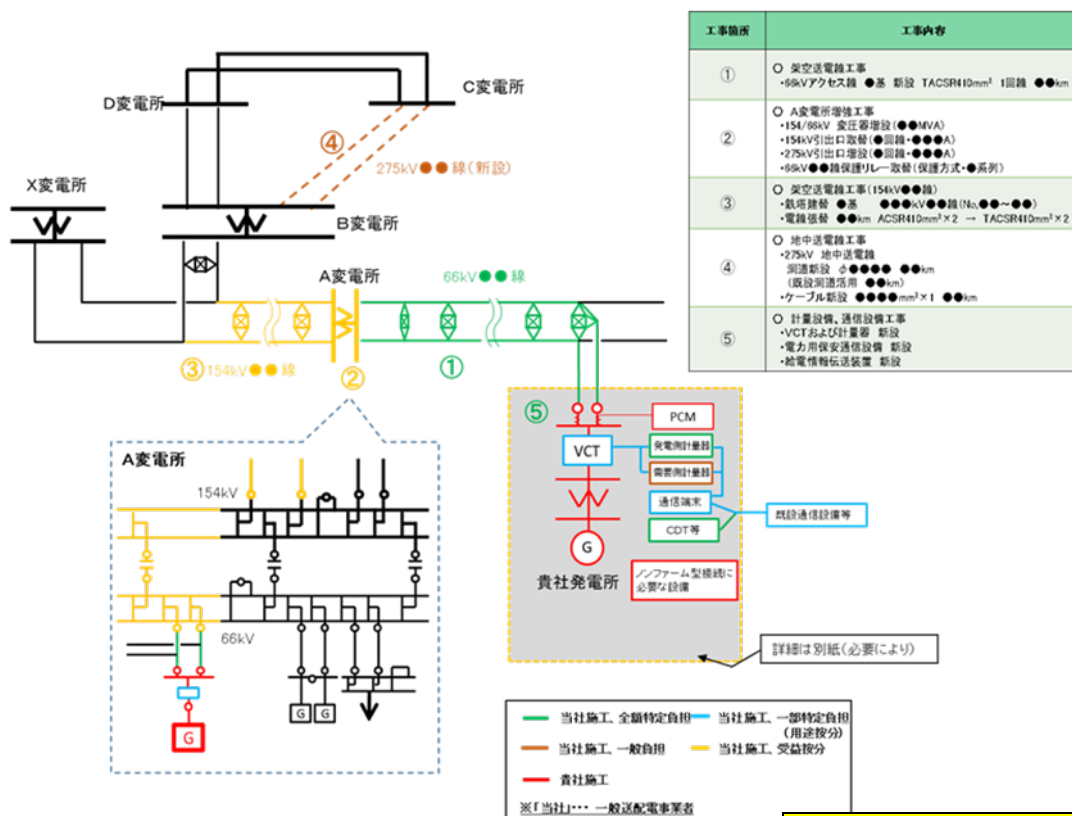 工事箇所 工事内容
①
○ 架空送電線工事
・66kVアクセス線 ●基 新設 TACSR410mm² 1回線 ●●km
②
○ A変電所増強工事
・154/66kV 変圧器増設(●●MVA)
・154kV引出口取替(●回線・●●●A)
・275kV引出口増設(●回線・●●●A)
・66kV●●線保護リレー取替(保護方式・●系列)
③
○ 架空送電線工事(154kV●●線)
・鉄塔建替 ●基 ●●●kV●●線(No,●●~●●)
・電線張替 ●●km ACSR410mm²×2 → TACSR410mm²×2
④
○ 地中送電線工事
・275kV 地中送電線
洞道新設 φ●●●● ●●km
(既設洞道活用 ●●km)
・ケーブル新設 ●●●●mm²×1 ●●km
⑤
○ 計量設備、通信設備工事
・VCTおよび計量器 新設
・電力用保安通信設備 新設
・給電情報伝送装置 新設
D変電所
C変電所
④
275kV●●線(新設)
X変電所
B変電所
A変電所
66kV●●線
③154kV●●線
②
①
⑤
PCM
VCT
発電側計量器
需要側計量器
通信端末
CDT等
既設通信設備等
G
貴社発電所
ノンファーム型接続に
必要な設備
詳細は別紙(必要により)
A変電所
154kV
66kV
G
G
G
当社施工、全額特定負担
当社施工、一部特定負担
(用途按分)
当社施工、一般負担
当社施工、受益按分
貴社施工
※「当社」・・・ 一般送配電事業者